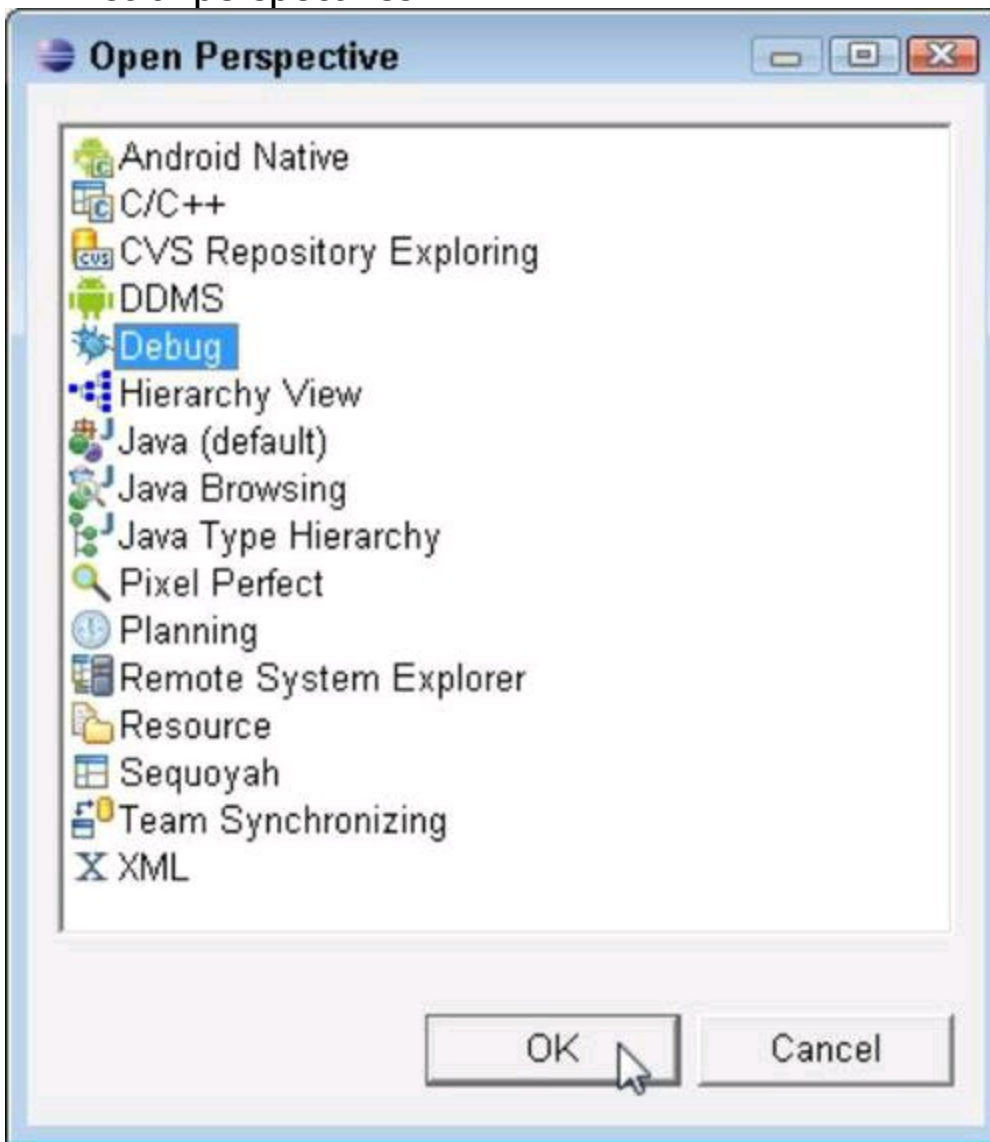 Open Perspective
Android Native
C/C++
CVS Repository Exploring
DDMS
Debug
Hierarchy View
Java (default)
Java Browsing
Java Type Hierarchy
Pixel Perfect
Planning
Remote System Explorer
Resource
Sequoyah
Team Synchronizing
X XML
OK
Cancel